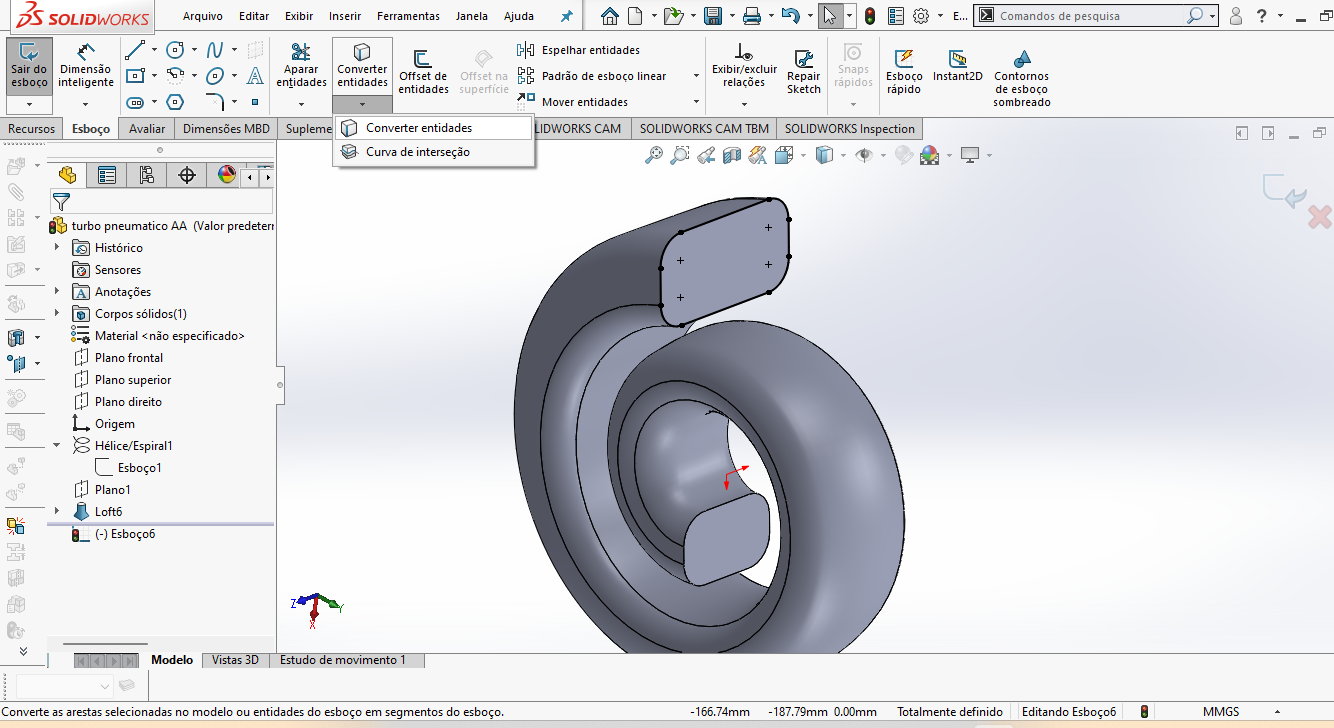 SOLIDWORKS
Arquivo Editar Exibir Inserir Ferramentas Janela Ajuda
E...
Comandos de pesquisa
?
Sair do esboço
Dimensão inteligente
Aparar entidades
Converter entidades
Offset de entidades
Offset na superfície
Espelhar entidades
Padrão de esboço linear
Mover entidades
Exibir/excluir relações
Repair Sketch
Snaps rápidos
Esboço rápido
Instant2D
Contornos de esboço sombreado
Recursos Esboço Avaliar Dimensões MBD Supleme LIDWORKS CAM SOLIDWORKS CAM TBM SOLIDWORKS Inspection
Converter entidades
Curva de interseção
turbo pneumatico AA (Valor predeterr
Histórico
Sensores
Anotações
Corpos sólidos(1)
Material <não especificado>
Plano frontal
Plano superior
Plano direito
Origem
Hélice/Espiral1
Esboço1
Plano1
Loft6
(-) Esboço6
Z
Y
X
Modelo Vistas 3D Estudo de movimento 1
Converte as arestas selecionadas no modelo ou entidades do esboço em segmentos do esboço.
-166.74mm -187.79mm 0.00mm Totalmente definido Editando Esboço6 MMGS